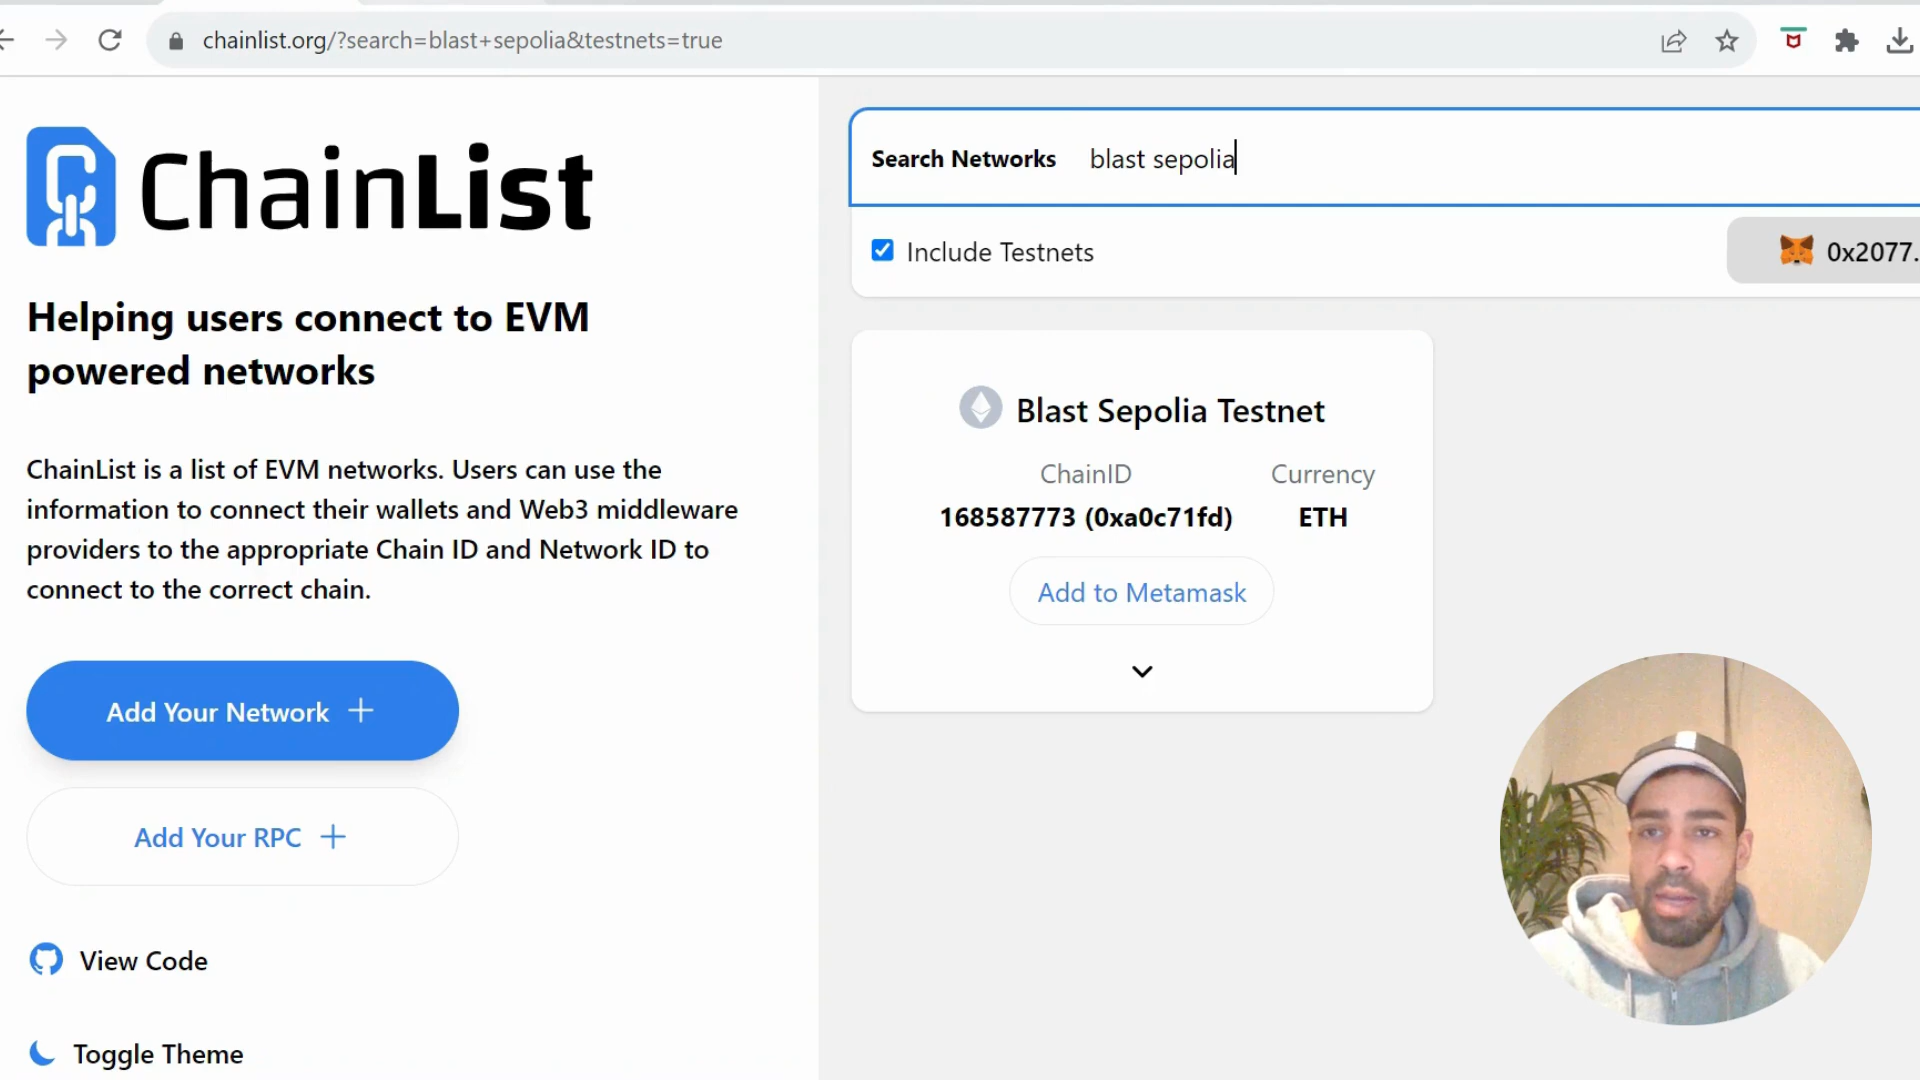 chainlist.org/?search=blast+sepolia&testnets=true
ChainList
Helping users connect to EVM
powered networks
ChainList is a list of EVM networks. Users can use the
information to connect their wallets and Web3 middleware
providers to the appropriate Chain ID and Network ID to
connect to the correct chain.
Add Your Network
Add Your RPC
View Code
Toggle Theme
Search Networks blast sepolia
Include Testnets
0x2077.
Blast Sepolia Testnet
ChainID Currency
168587773 (0xa0c71fd) ETH
Add to Metamask